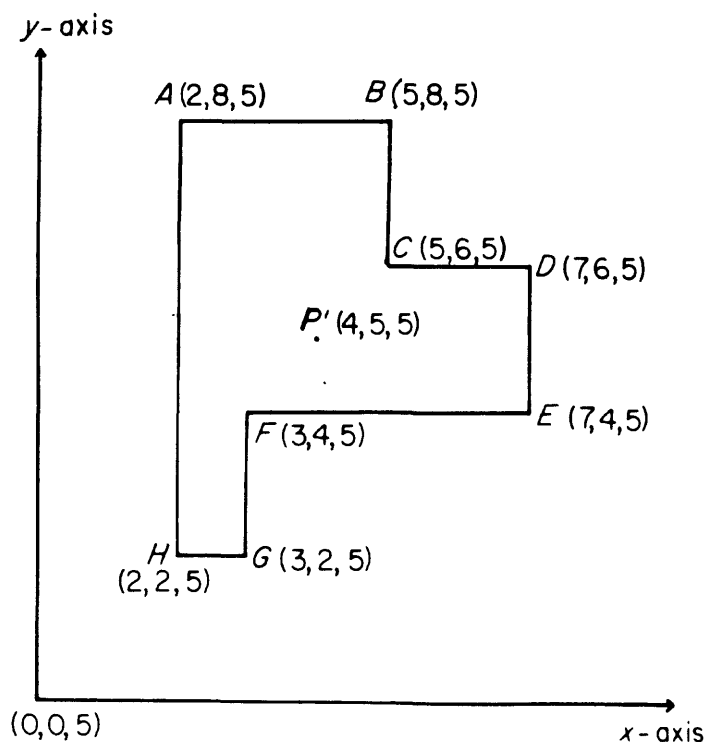 y-axis
A(2,8,5) B(5,8,5)
C(5,6,5)
D(7,6,5)
P'(4,5,5)
E (7,4,5)
F(3,4,5)
H G(3,2,5)
(2,2,5)
(0,0,5)
x-axis